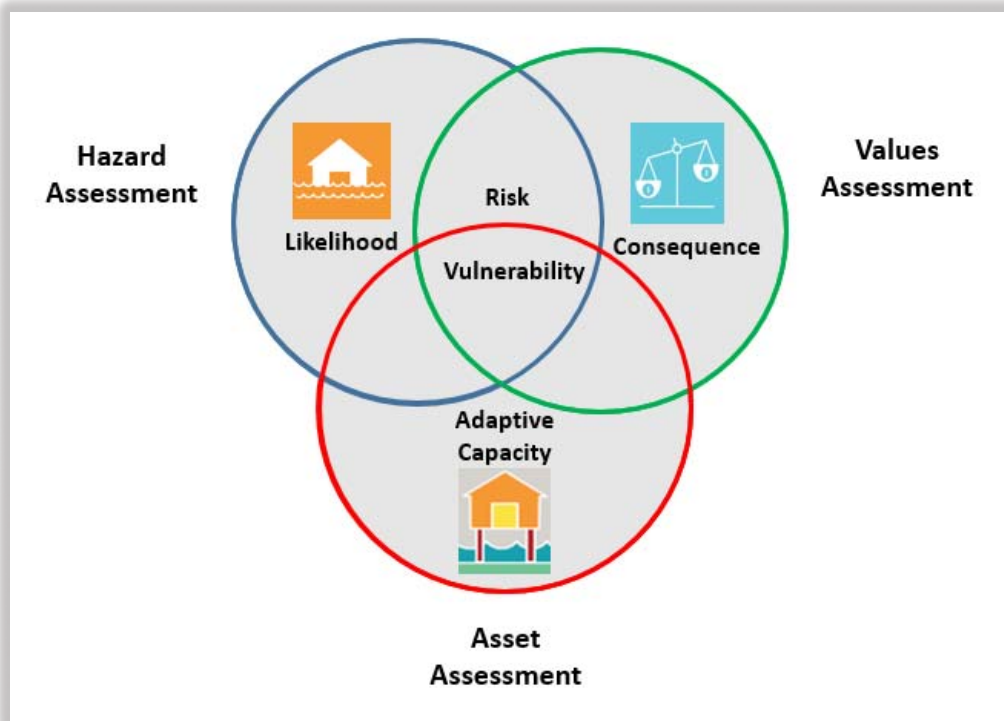 Hazard
Assessment
Values
Assessment
Risk
Likelihood
Consequence
Vulnerability
Adaptive
Capacity
Asset
Assessment